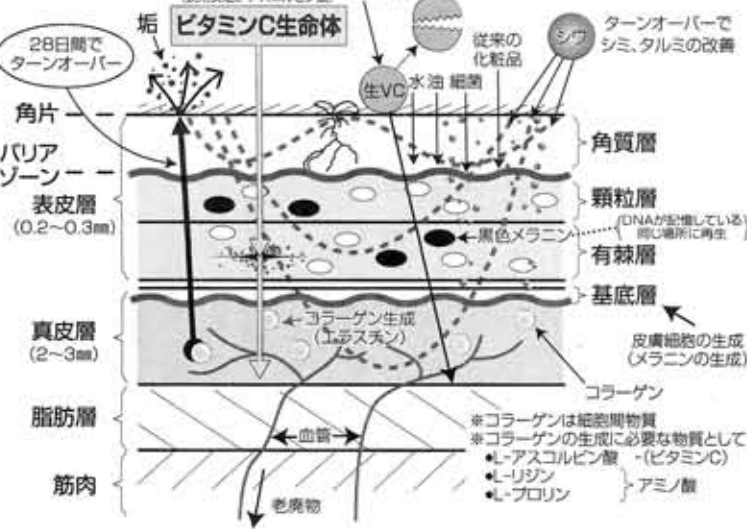 垢
ビタミンC生命体
28日間で
ターンオーバー
シワ
ターンオーバーで
シミ、タルミの改善
従来の
化粧品
生VC
水
油
細菌
角片
バリア
ゾーン
表皮層
(0.2〜0.3㎜)
真皮層
(2〜3㎜)
脂肪層
筋肉
角質層
顆粒層
黒色メラニン
DNAが記憶している
同じ場所に再生
有棘層
基底層
コラーゲン生成
(エラスチン)
皮膚細胞の生成
(メラニンの生成)
コラーゲン
血管
老廃物
※コラーゲンは細胞間物質
※コラーゲンの生成に必要な物質として
◆L-アスコルビン酸 -(ビタミンC)
◆L-リジン
◆L-プロリン
アミノ酸